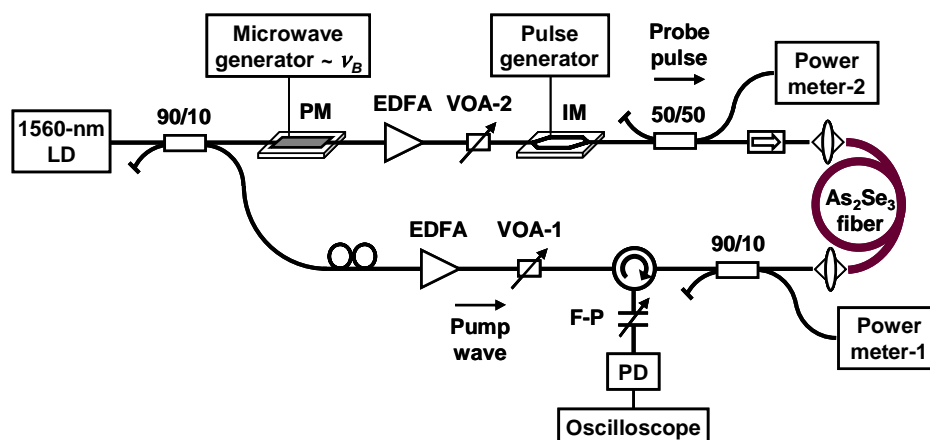 Microwave
generator ~ νB
Pulse
generator
Probe
pulse
Power
meter-2
1560-nm
LD
90/10
PM
EDFA
VOA-2
IM
50/50
As2Se3
fiber
EDFA
VOA-1
90/10
Pump
wave
F-P
PD
Oscilloscope
Power
meter-1